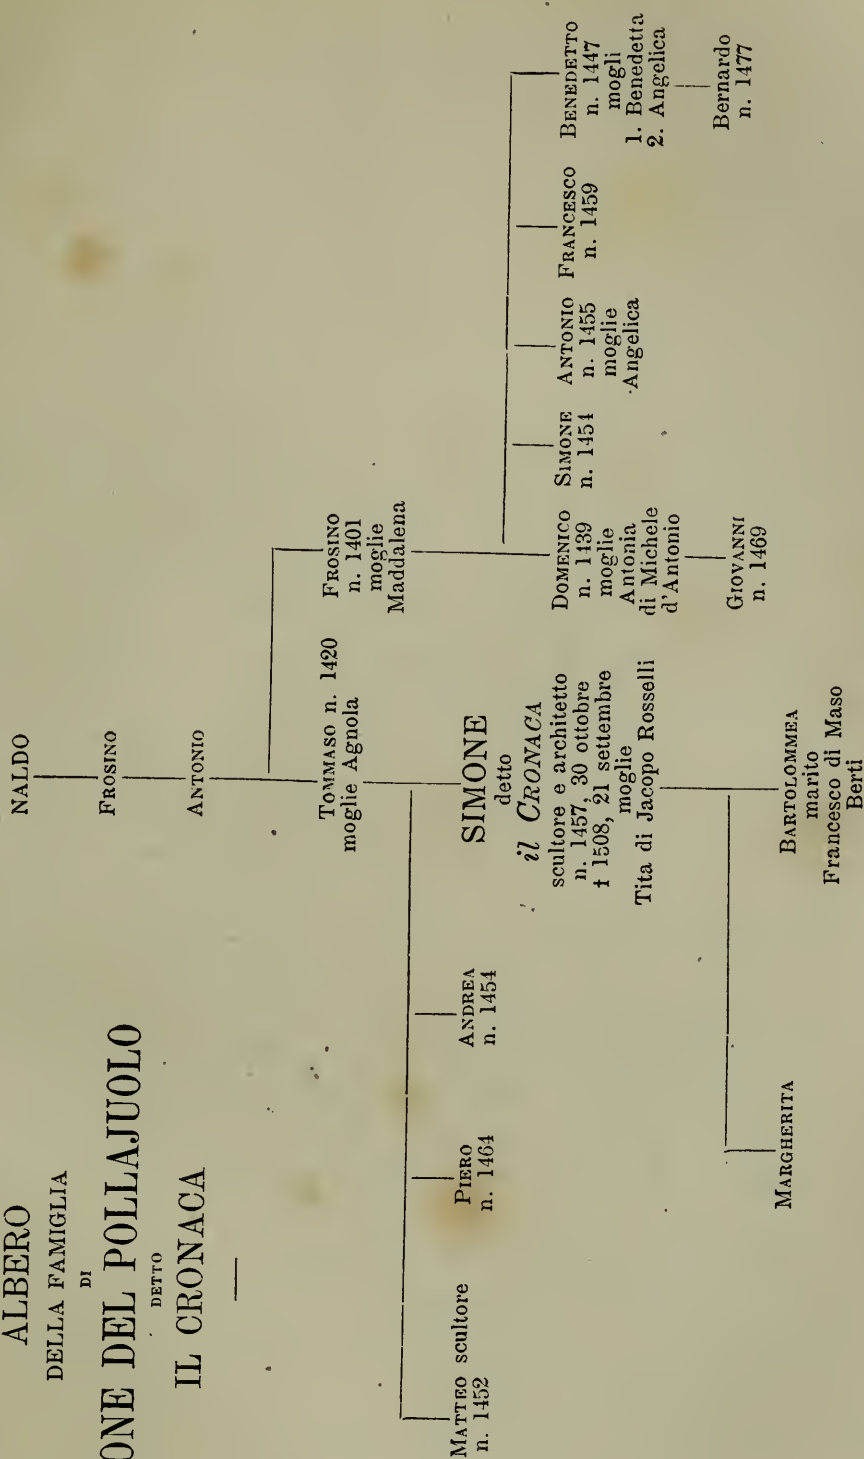 ALBERO
DELLA FAMIGLIA
DI
ONE DEL POLLAJUOLO
DETTO
IL CRONACA
NALDO
FROSINO
ANTONIO
TOMMASO n. 1420
moglie Agnola
FROSINO
n. 1401
moglie
Maddalena
MATTEO scultore
n. 1452
PIERO
n. 1464
ANDREA
n. 1454
SIMONE
detto
il CRONACA
scultore e architetto
n. 1457, 30 ottobre
† 1508, 21 settembre
moglie
Tita di Jacopo Rosselli
DOMENICO
n. 1439
moglie
Antonia
di Michele
d'Antonio
SIMONE
n. 1454
ANTONIO
n. 1455
moglie
Angelica
FRANCESCO
n. 1459
BENEDETTO
n. 1447
mogli
1. Benedetta
2. Angelica
MARGHERITA
BARTOLOMMEA
marito
Francesco di Maso
Berti
GIOVANNI
n. 1469
Bernardo
n. 1477